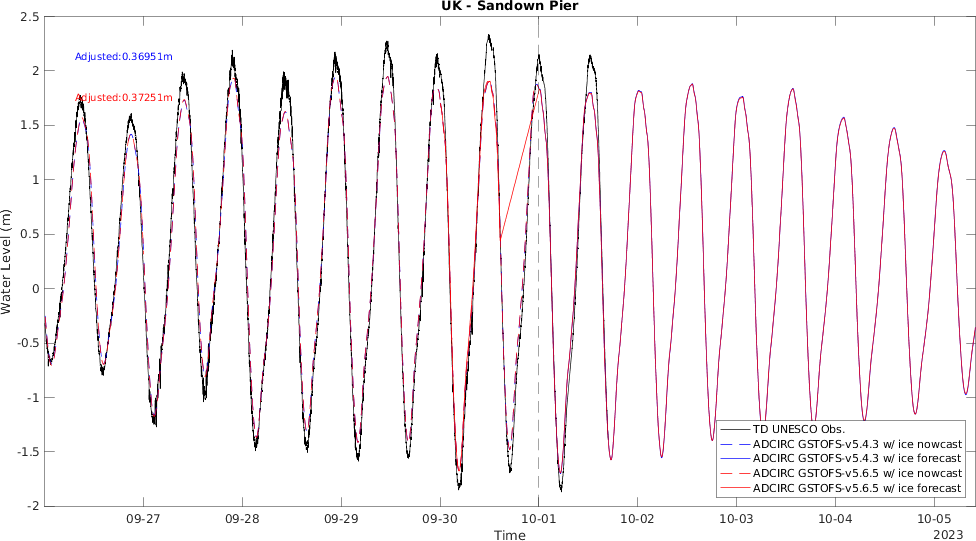 UK - Sandown Pier
2.5
2
1.5
1
0.5
0
-0.5
-1
-1.5
-2
Water Level (m)
Adjusted:0.36951m
Adjusted:0.37251m
TD UNESCO Obs.
ADCIRC GSTOFS-v5.4.3 w/ ice nowcast
ADCIRC GSTOFS-v5.4.3 w/ ice forecast
ADCIRC GSTOFS-v5.6.5 w/ ice nowcast
ADCIRC GSTOFS-v5.6.5 w/ ice forecast
09-27 09-28 09-29 09-30 10-01 10-02 10-03 10-04 10-05
2023
Time